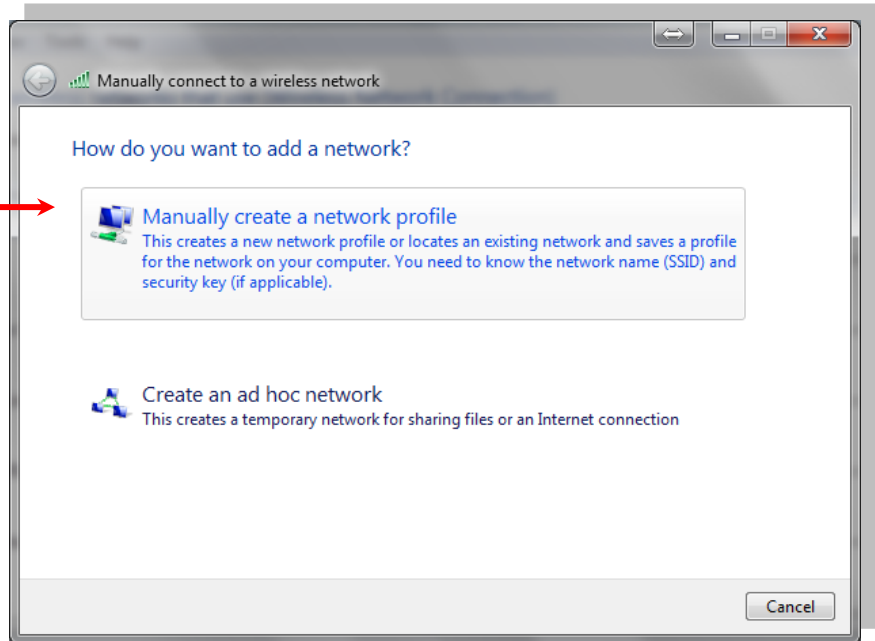 Manually connect to a wireless network
How do you want to add a network?
Manually create a network profile
This creates a new network profile or locates an existing network and saves a profile
for the network on your computer. You need to know the network name (SSID) and
security key (if applicable).
Create an ad hoc network
This creates a temporary network for sharing files or an Internet connection
Cancel